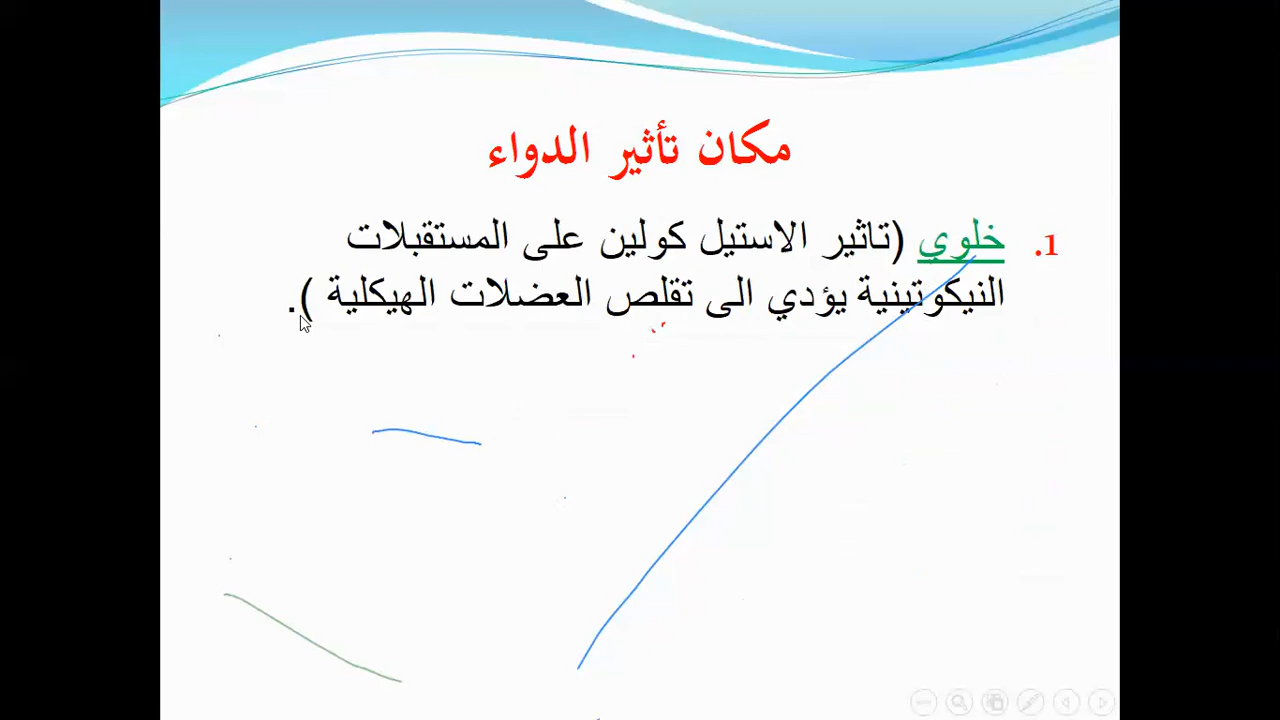 مكان تأثير الدواء
1. خلوي (تاثير الاستيل كولين على المستقبلات
النيكوتينية يؤدي الى تقلص العضلات الهيكلية ).